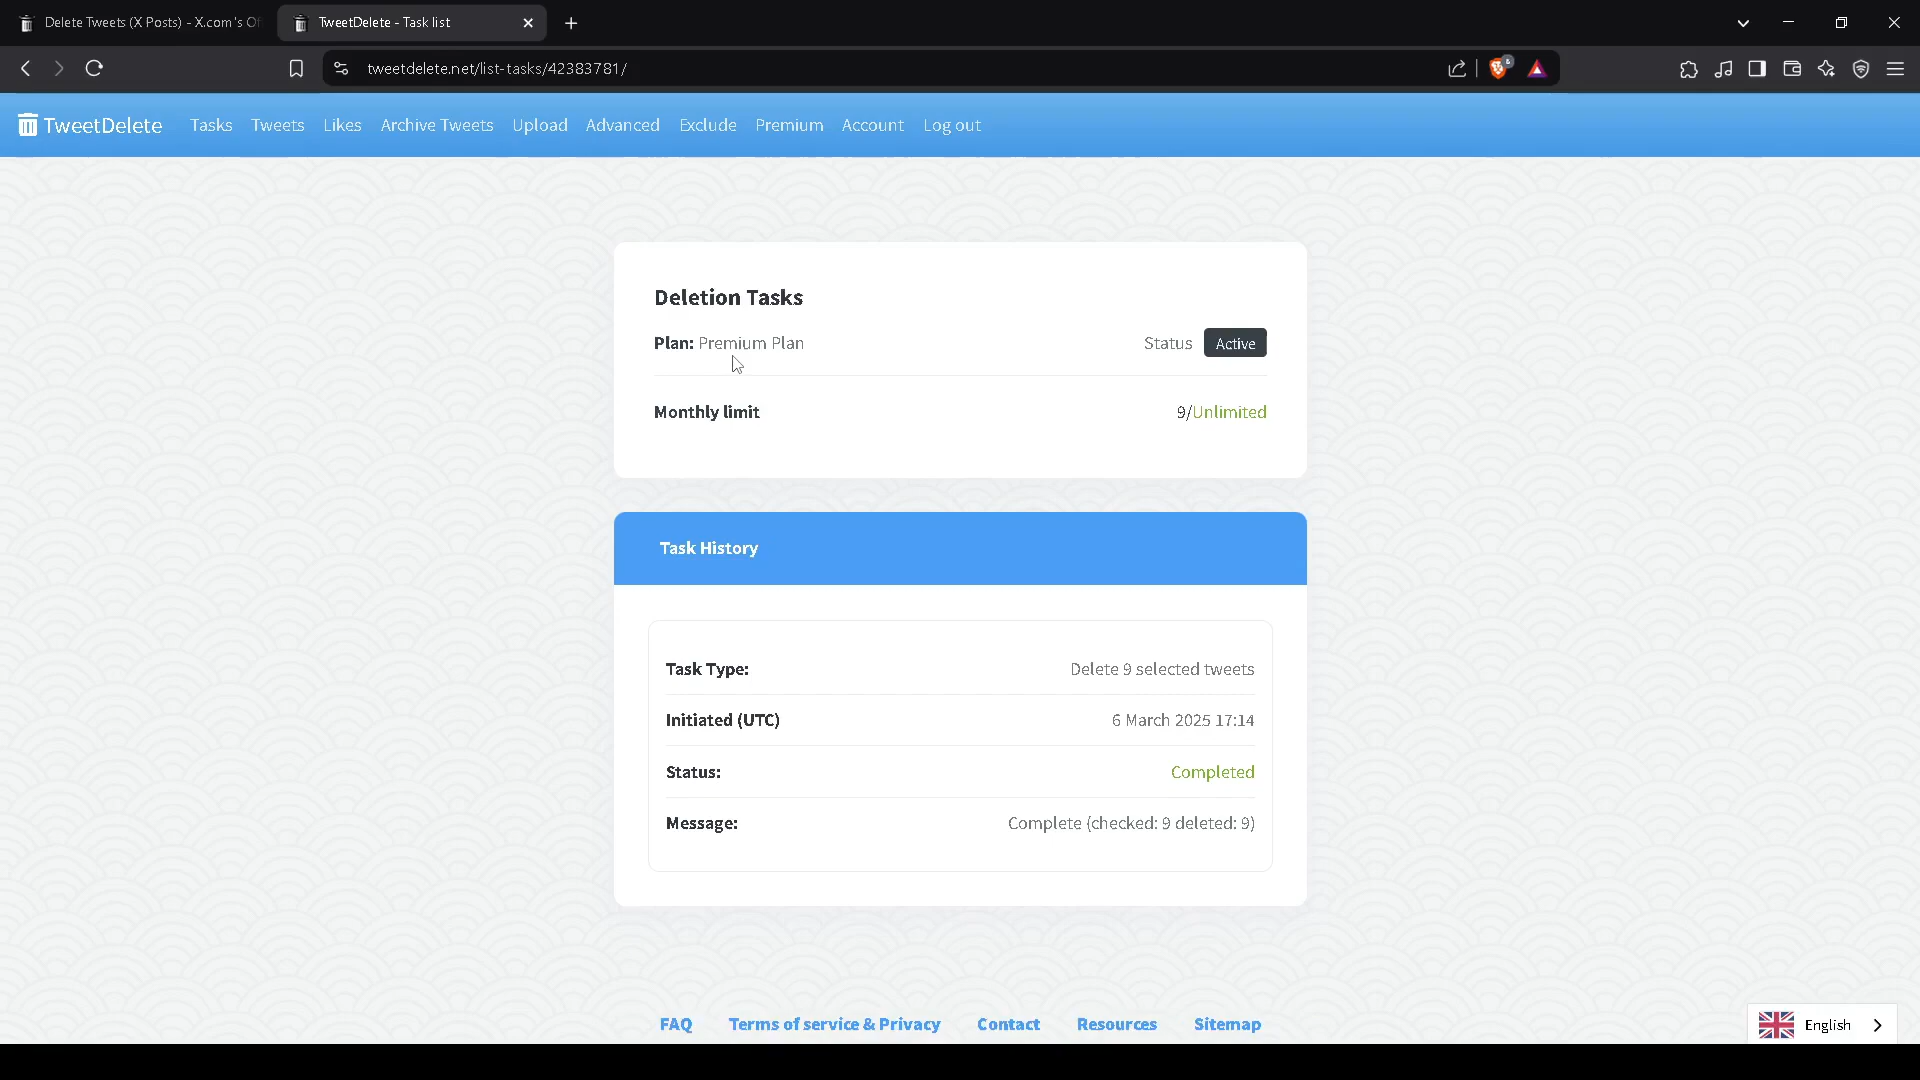 Delete Tweets (X Posts) - X.com's Of
TweetDelete - Task list
tweetdelete.net/list-tasks/42383781/
TweetDelete Tasks Tweets Likes Archive Tweets Upload Advanced Exclude Premium Account Log out
Deletion Tasks
Plan: Premium Plan Status Active
Monthly limit 9/Unlimited
Task History
Task Type: Delete 9 selected tweets
Initiated (UTC) 6 March 2025 17:14
Status: Completed
Message: Complete (checked: 9 deleted: 9)
FAQ Terms of service & Privacy Contact Resources Sitemap
English